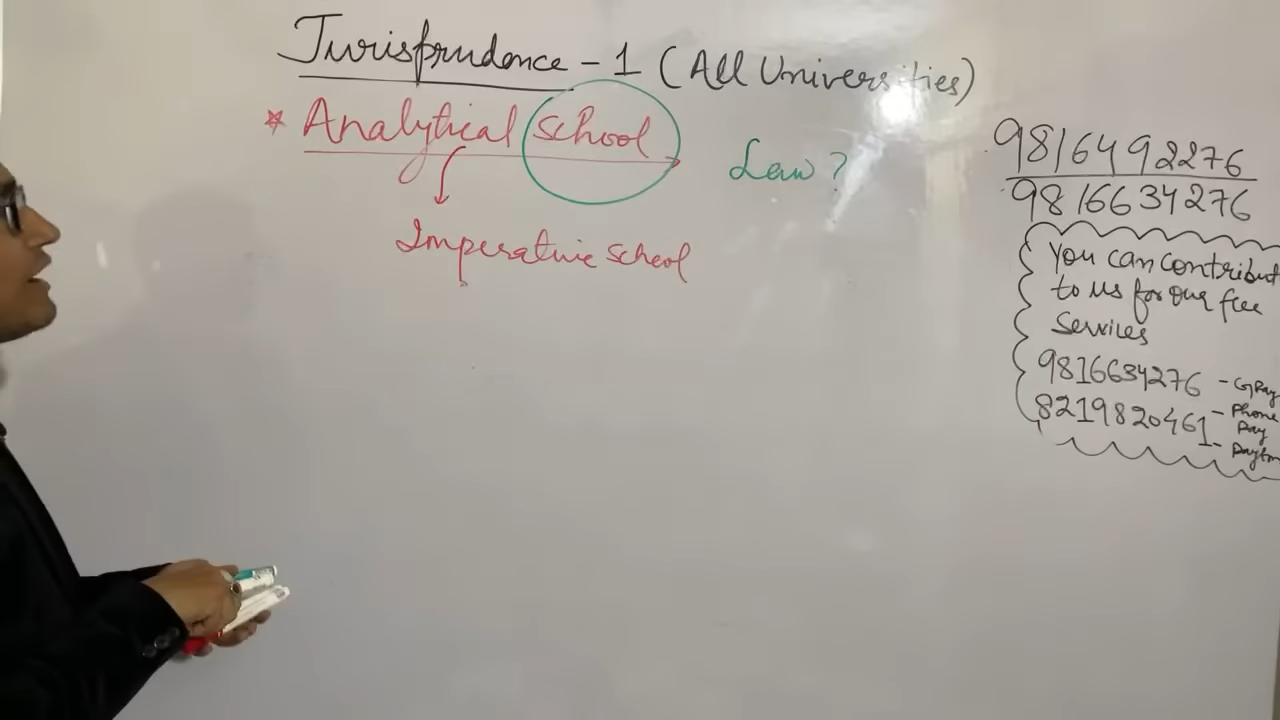 Jurisprudence - 1 (All Universities)
* Analytical School
Law ?
Imperative School
9816492276
9816634276
You can contribut
to us for our free
Services
9816634276 - GPay
8219820461 - Phone
Pay
- Paytm